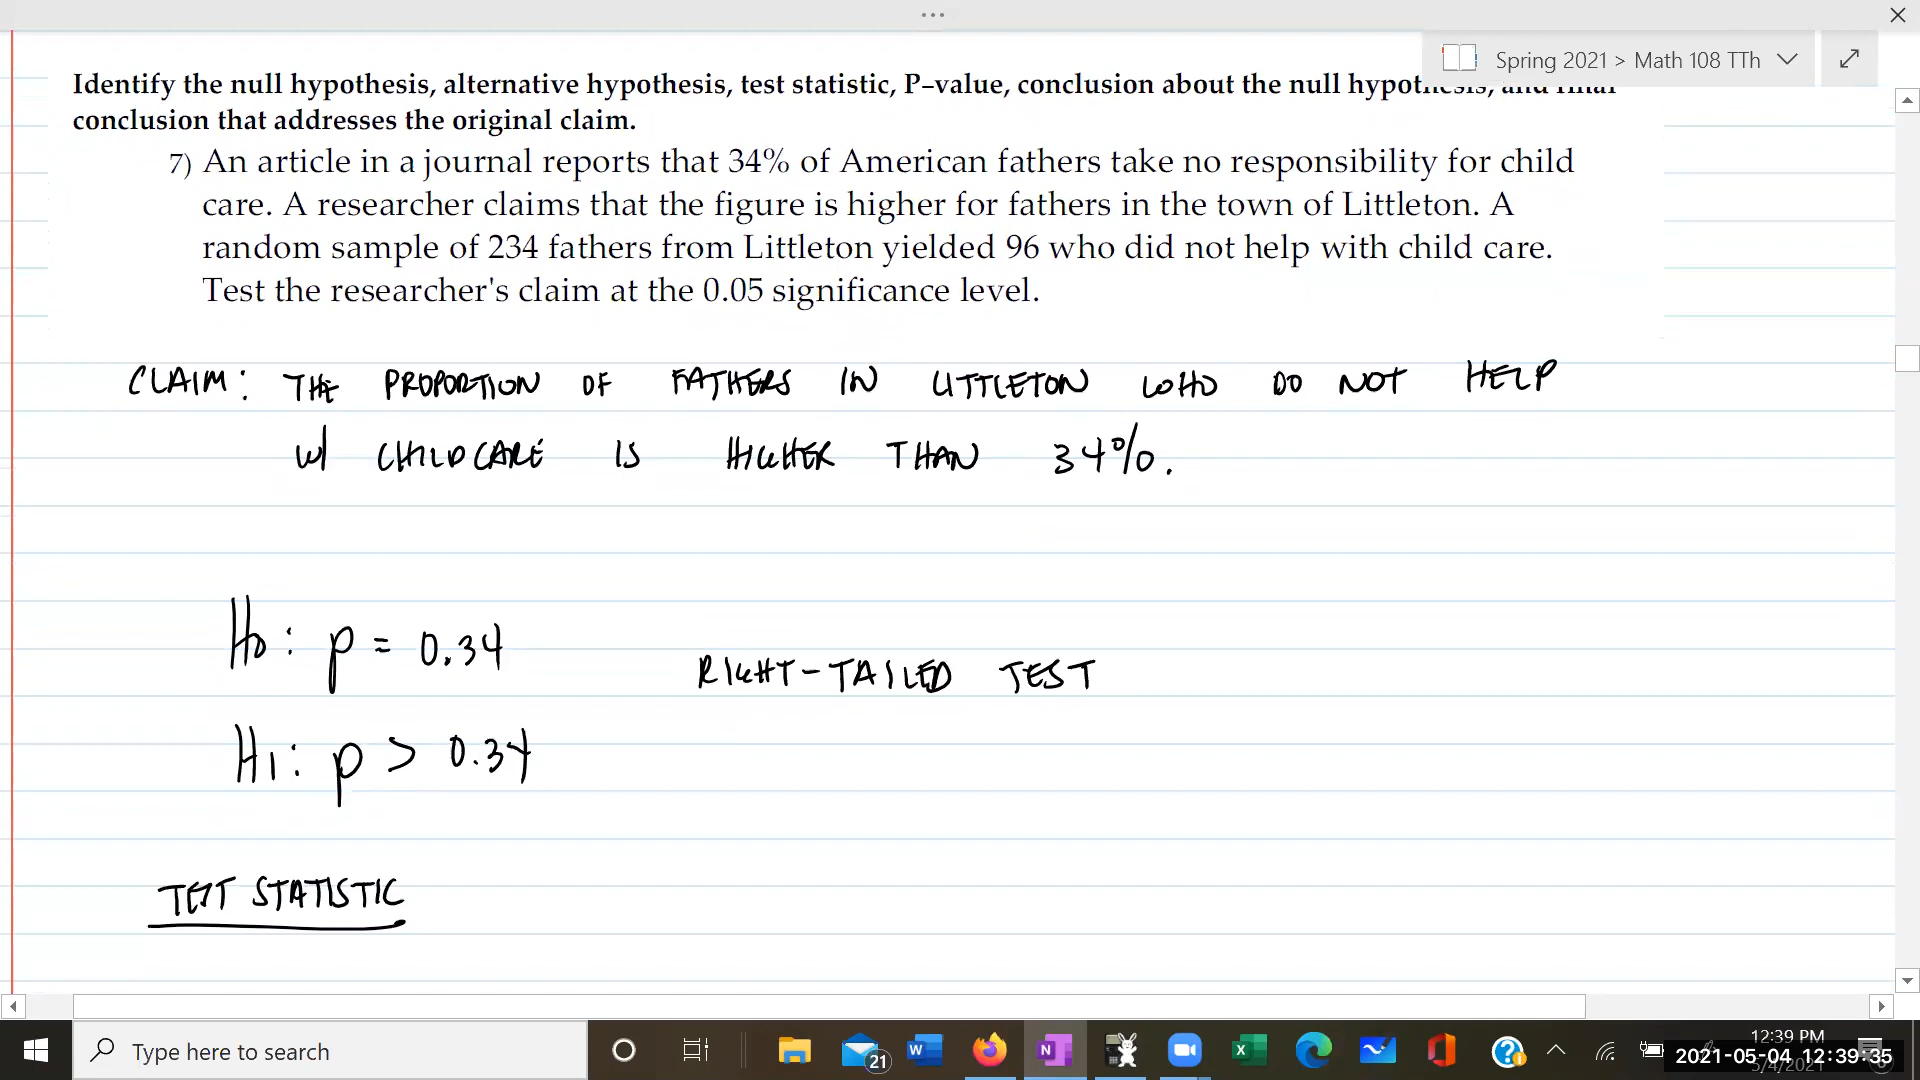 Spring 2021 > Math 108 TTh
Identify the null hypothesis, alternative hypothesis, test statistic, P-value, conclusion about the null hypothesis, and final
conclusion that addresses the original claim.
7) An article in a journal reports that 34% of American fathers take no responsibility for child
care. A researcher claims that the figure is higher for fathers in the town of Littleton. A
random sample of 234 fathers from Littleton yielded 96 who did not help with child care.
Test the researcher's claim at the 0.05 significance level.
CLAIM: THE PROPORTION OF FATHERS IN LITTLETON WHO DO NOT HELP
W/ CHILDCARE IS HIGHER THAN 34%.
H0: p = 0.34
RIGHT-TAILED TEST
H1: p > 0.34
TEST STATISTIC
Type here to search
21
12:39 PM
2021-05-04 12:39:35